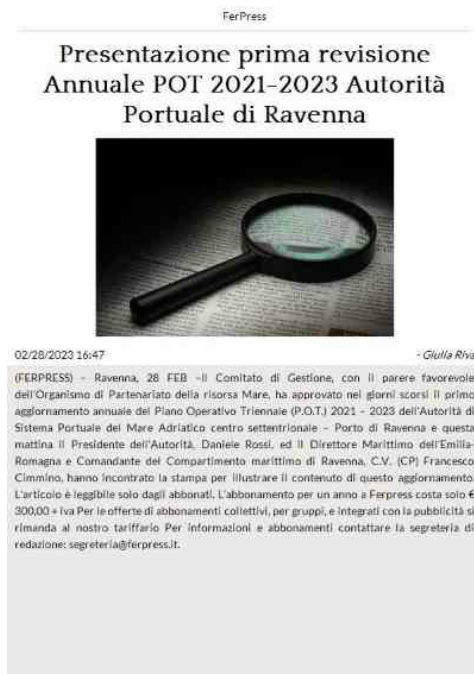 FerPress
Presentazione prima revisione
Annuale POT 2021-2023 Autorità
Portuale di Ravenna
02/28/2023 16:47
- Giulia Riva
(FERPRESS) – Ravenna, 28 FEB –Il Comitato di Gestione, con il parere favorevole
dell'Organismo di Partenariato della risorsa Mare, ha approvato nei giorni scorsi il primo
aggiornamento annuale del Piano Operativo Triennale (P.O.T.) 2021 – 2023 dell'Autorità di
Sistema Portuale del Mare Adriatico centro settentrionale – Porto di Ravenna e questa
mattina il Presidente dell'Autorità, Daniele Rossi, ed il Direttore Marittimo dell'Emilia-
Romagna e Comandante del Compartimento marittimo di Ravenna, C.V. (CP) Francesco
Cimmino, hanno incontrato la stampa per illustrare il contenuto di questo aggiornamento.
L'articolo è leggibile solo dagli abbonati. L'abbonamento per un anno a Ferpress costa solo €
300,00 + iva Per le offerte di abbonamenti collettivi, per gruppi, e integrati con la pubblicità si
rimanda al nostro tariffario Per informazioni e abbonamenti contattare la segreteria di
redazione: segreteria@ferpress.it.